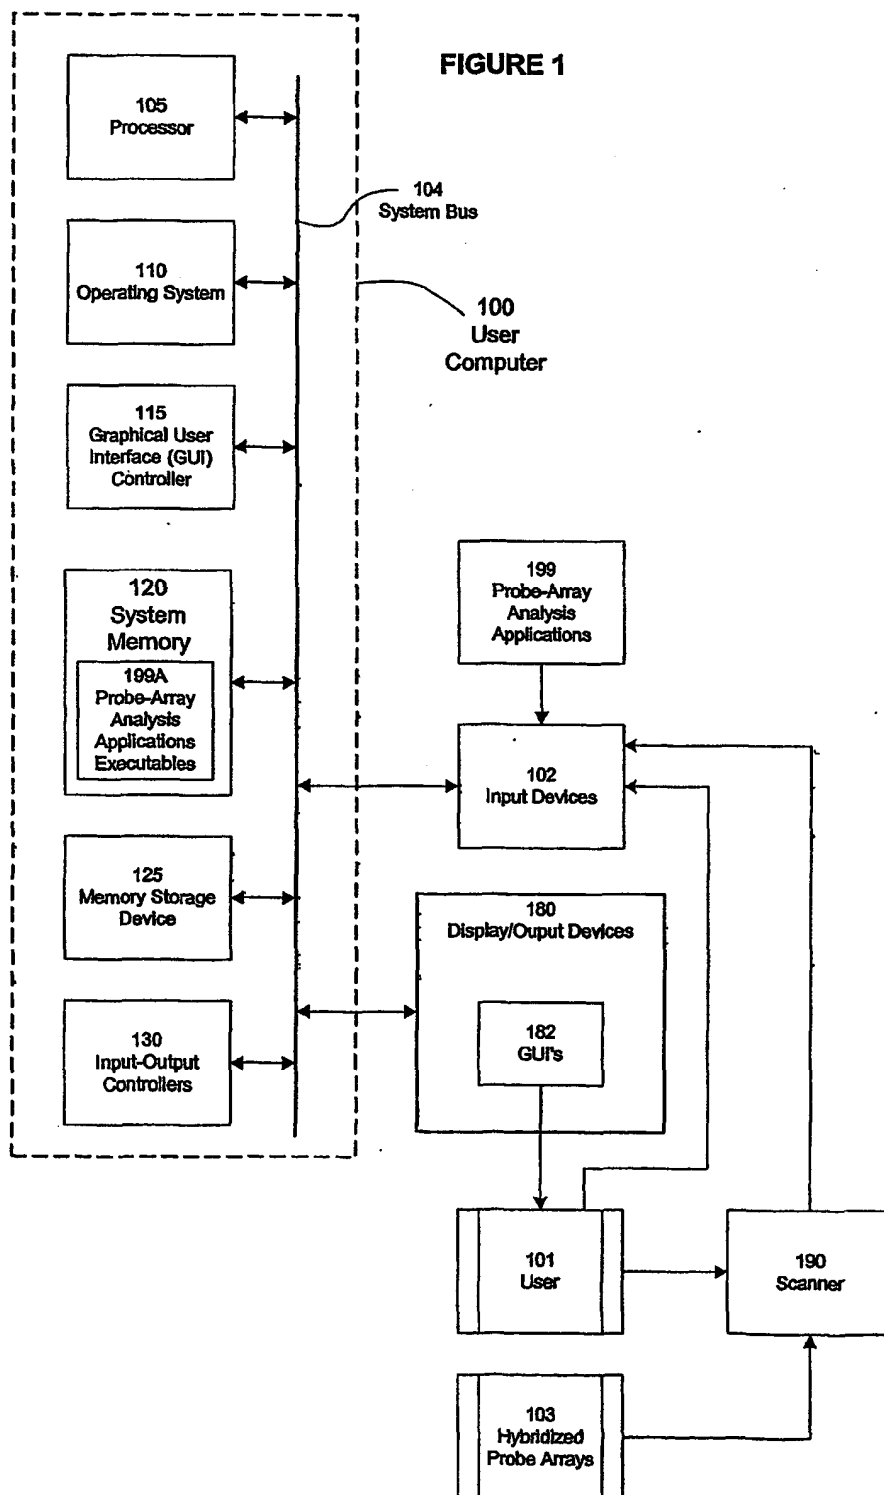 FIGURE 1
105
Processor
104
System Bus
110
Operating System
100
User
Computer
115
Graphical User
Interface (GUI)
Controller
120
System
Memory
199A
Probe-Array
Analysis
Applications
Executables
199
Probe-Array
Analysis
Applications
102
Input Devices
125
Memory Storage
Device
180
Display/Ouput Devices
182
GUI's
130
Input-Output
Controllers
101
User
190
Scanner
103
Hybridized
Probe Arrays